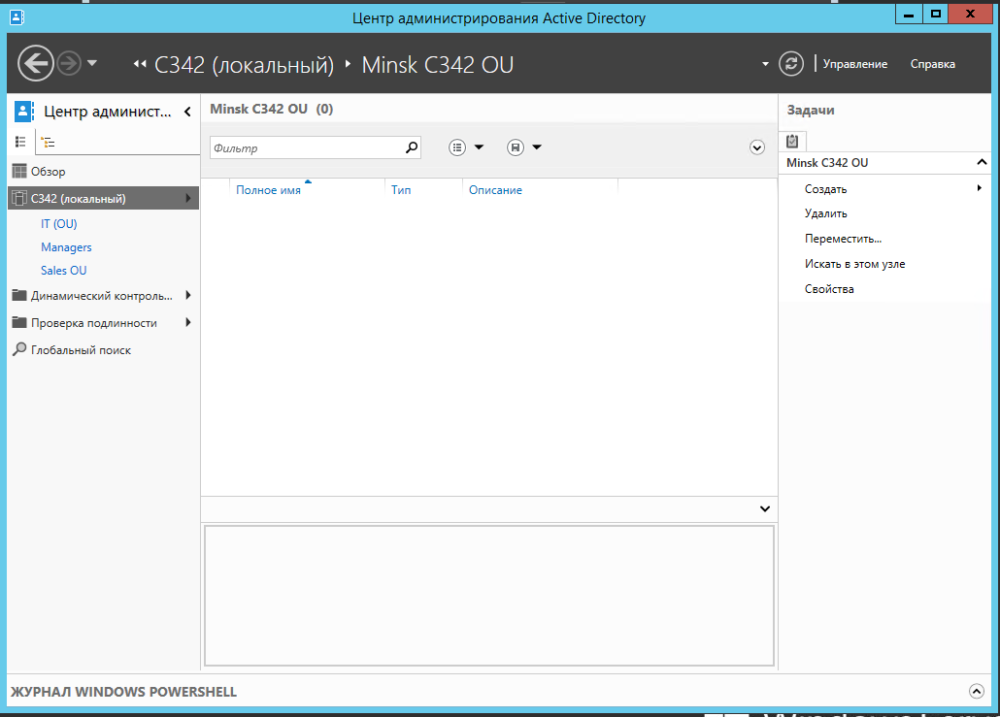 Центр администрирования Active Directory
C342 (локальный) Minsk C342 OU
Управление Справка
Центр админист...
Обзор
C342 (локальный)
IT (OU)
Managers
Sales OU
Динамический контроль...
Проверка подлинности
Глобальный поиск
Minsk C342 OU (0)
Фильтр
Полное имя Тип Описание
Задачи
Minsk C342 OU
Создать
Удалить
Переместить...
Искать в этом узле
Свойства
ЖУРНАЛ WINDOWS POWERSHELL